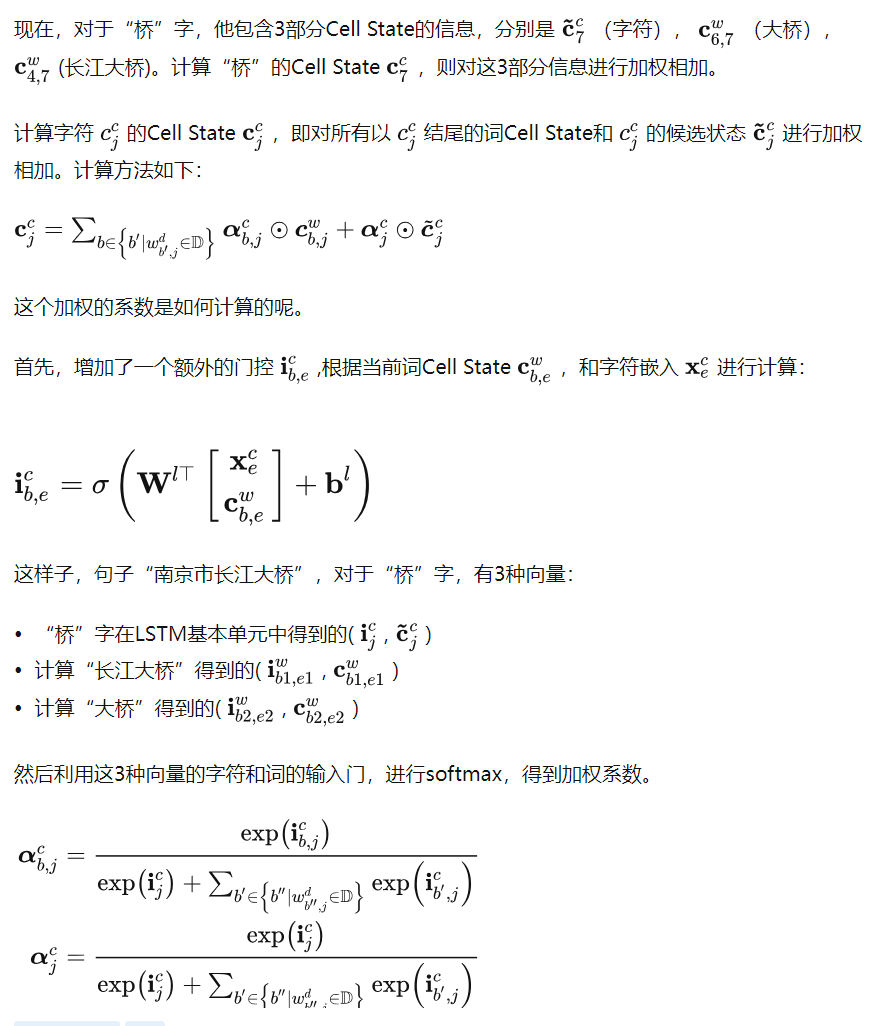 现在，对于“桥”字，他包含3部分Cell State的信息，分别是 $\tilde{\mathbf{c}}_7^c$ （字符）， $\mathbf{c}_{6,7}^w$ （大桥）,
$\mathbf{c}_{4,7}^w$ (长江大桥)。计算“桥”的Cell State $\mathbf{c}_7^c$ ，则对这3部分信息进行加权相加。
计算字符 $c_j^c$ 的Cell State $\mathbf{c}_j^c$ ，即对所有以 $c_j^c$ 结尾的词Cell State和 $c_j^c$ 的候选状态 $\tilde{\mathbf{c}}_j^c$ 进行加权
相加。计算方法如下：
$\mathbf{c}_j^c = \sum_{b \in \left\{b' | w_{b',j}^d \in \mathbb{D}\right\}} \boldsymbol{\alpha}_{b,j}^c \odot \boldsymbol{c}_{b,j}^w + \boldsymbol{\alpha}_j^c \odot \tilde{\boldsymbol{c}}_j^c$
这个加权的系数是如何计算的呢。
首先，增加了一个额外的门控 $\mathbf{i}_{b,e}^c$ ,根据当前词Cell State $\mathbf{c}_{b,e}^w$ ，和字符嵌入 $\mathbf{x}_e^c$ 进行计算：
$\mathbf{i}_{b,e}^c = \sigma\left(\mathbf{W}^{l\top} \begin{bmatrix} \mathbf{x}_e^c \\ \mathbf{c}_{b,e}^w \end{bmatrix} + \mathbf{b}^l\right)$
这样子，句子“南京市长江大桥”，对于“桥”字，有3种向量：
• “桥”字在LSTM基本单元中得到的( $\mathbf{i}_j^c$ , $\tilde{\mathbf{c}}_j^c$ )
• 计算“长江大桥”得到的( $\mathbf{i}_{b1,e1}^w$ , $\mathbf{c}_{b1,e1}^w$ )
• 计算“大桥”得到的( $\mathbf{i}_{b2,e2}^w$ , $\mathbf{c}_{b2,e2}^w$ )
然后利用这3种向量的字符和词的输入门，进行softmax，得到加权系数。
$\boldsymbol{\alpha}_{b,j}^c = \frac{\exp\left(\mathbf{i}_{b,j}^c\right)}{\exp\left(\mathbf{i}_j^c\right) + \sum_{b' \in \left\{b'' | w_{b'',j}^d \in \mathbb{D}\right\}} \exp\left(\mathbf{i}_{b',j}^c\right)}$
$\boldsymbol{\alpha}_j^c = \frac{\exp\left(\mathbf{i}_j^c\right)}{\exp\left(\mathbf{i}_j^c\right) + \sum_{b' \in \left\{b'' | w_{b'',j}^d \in \mathbb{D}\right\}} \exp\left(\mathbf{i}_{b',j}^c\right)}$